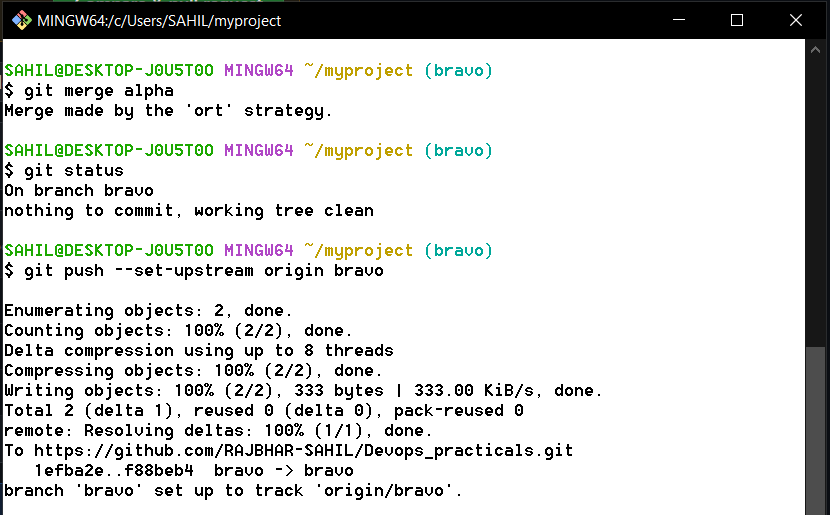 MINGW64:/c/Users/SAHIL/myproject
SAHIL@DESKTOP-J0U5T0O MINGW64 ~/myproject (bravo)
$ git merge alpha
Merge made by the 'ort' strategy.
SAHIL@DESKTOP-J0U5T0O MINGW64 ~/myproject (bravo)
$ git status
On branch bravo
nothing to commit, working tree clean
SAHIL@DESKTOP-J0U5T0O MINGW64 ~/myproject (bravo)
$ git push --set-upstream origin bravo
Enumerating objects: 2, done.
Counting objects: 100% (2/2), done.
Delta compression using up to 8 threads
Compressing objects: 100% (2/2), done.
Writing objects: 100% (2/2), 333 bytes | 333.00 KiB/s, done.
Total 2 (delta 1), reused 0 (delta 0), pack-reused 0
remote: Resolving deltas: 100% (1/1), done.
To https://github.com/RAJBHAR-SAHIL/Devops_practicals.git
   1efba2e..f88beb4  bravo -> bravo
branch 'bravo' set up to track 'origin/bravo'.